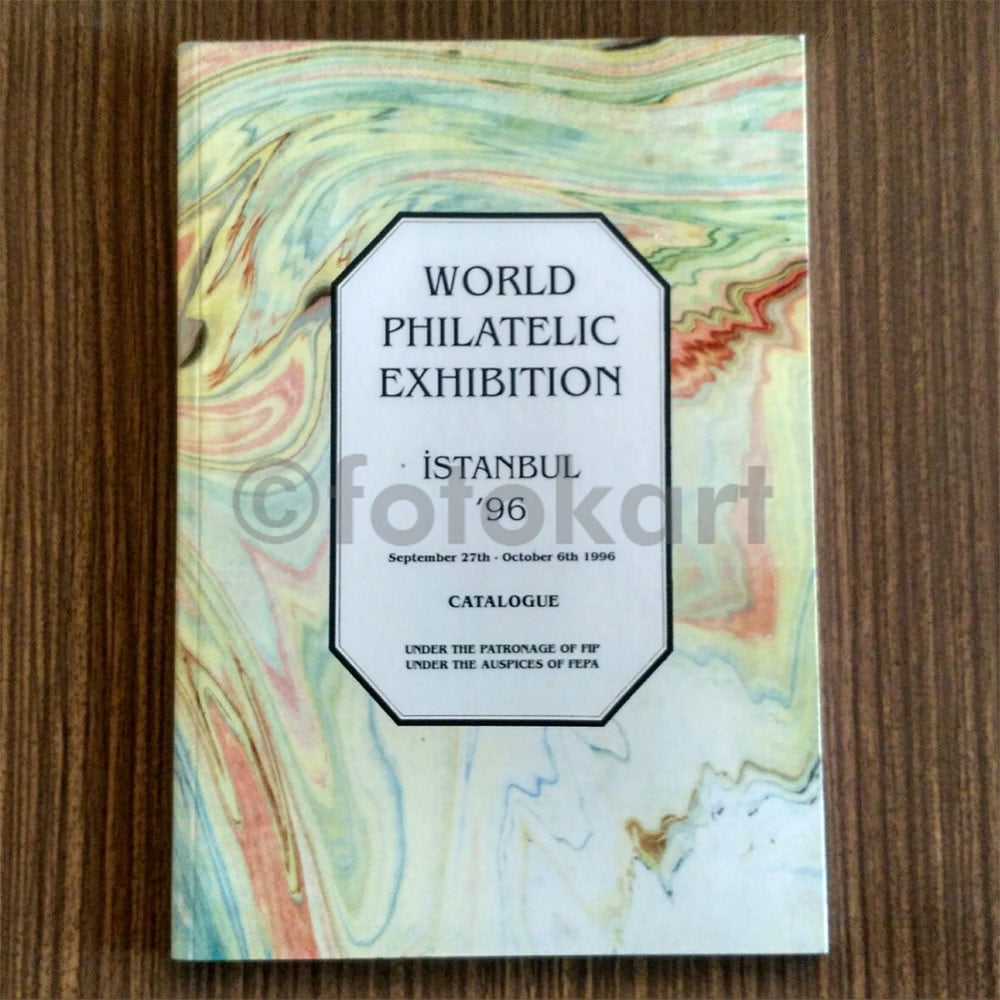 WORLD
PHILATELIC
EXHIBITION
İSTANBUL
'96
©fotokart
September 27th - October 6th 1996
CATALOGUE
UNDER THE PATRONAGE OF FIP
UNDER THE AUSPICES OF FEPA